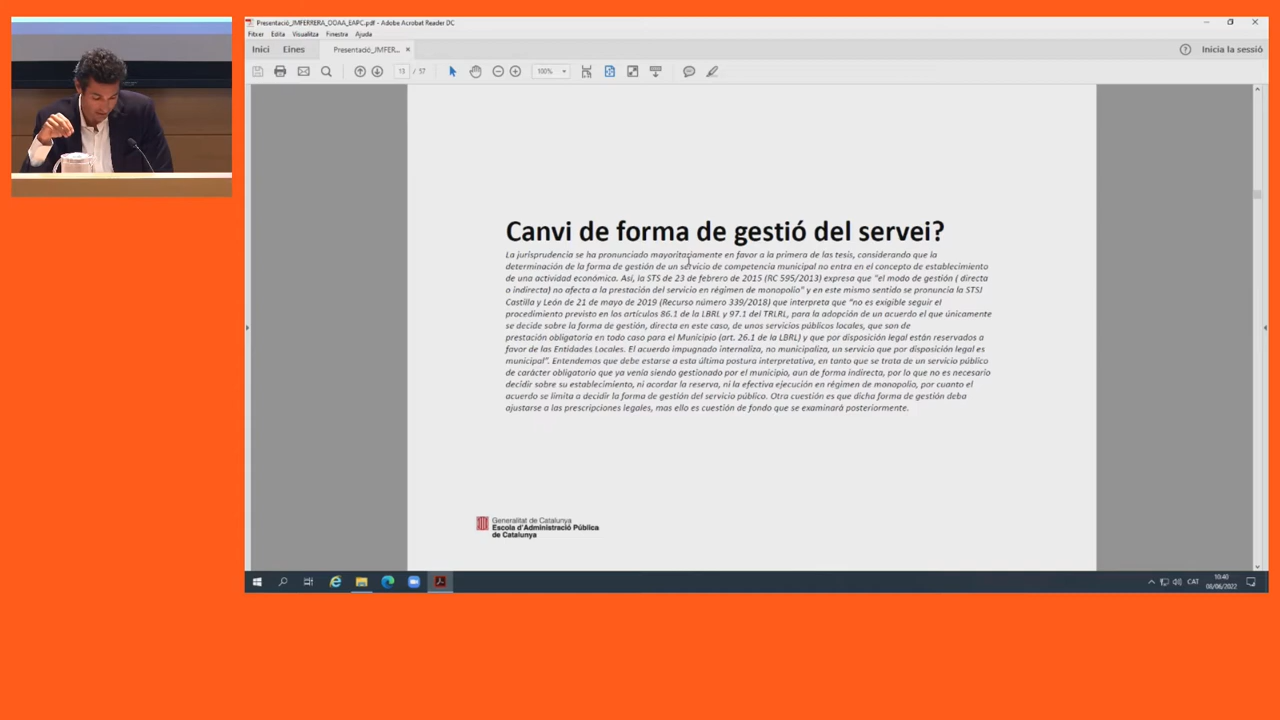 Presentació_JMFERRERA_OOAA_EAPC.pdf - Adobe Acrobat Reader DC
Fitxer Edita Visualitza Finestra Ajuda
Inici Eines Presentació_JMFER... × Inicia la sessió
13 / 57 100%
Canvi de forma de gestió del servei?
La jurisprudencia se ha pronunciado mayoritariamente en favor a la primera de las tesis, considerando que la
determinación de la forma de gestión de un servicio de competencia municipal no entra en el concepto de establecimiento
de una actividad económica. Así, la STS de 23 de febrero de 2015 (RC 595/2013) expresa que "el modo de gestión ( directa
o indirecta) no afecta a la prestación del servicio en régimen de monopolio" y en este mismo sentido se pronuncia la STSJ
Castilla y León de 21 de mayo de 2019 (Recurso número 339/2018) que interpreta que "no es exigible seguir el
procedimiento previsto en los artículos 86.1 de la LBRL y 97.1 del TRLRL, para la adopción de un acuerdo el que únicamente
se decide sobre la forma de gestión, directa en este caso, de unos servicios públicos locales, que son de
prestación obligatoria en todo caso para el Municipio (art. 26.1 de la LBRL) y que por disposición legal están reservados a
favor de las Entidades Locales. El acuerdo impugnado internaliza, no municipaliza, un servicio que por disposición legal es
municipal". Entendemos que debe estarse a esta última postura interpretativa, en tanto que se trata de un servicio público
de carácter obligatorio que ya venía siendo gestionado por el municipio, aun de forma indirecta, por lo que no es necesario
decidir sobre su establecimiento, ni acordar la reserva, ni la efectiva ejecución en régimen de monopolio, por cuanto el
acuerdo se limita a decidir la forma de gestión del servicio público. Otra cuestión es que dicha forma de gestión deba
ajustarse a las prescripciones legales, mas ello es cuestión de fondo que se examinará posteriormente.
Generalitat de Catalunya
Escola d'Administració Pública
de Catalunya
CAT
10:40
08/06/2022